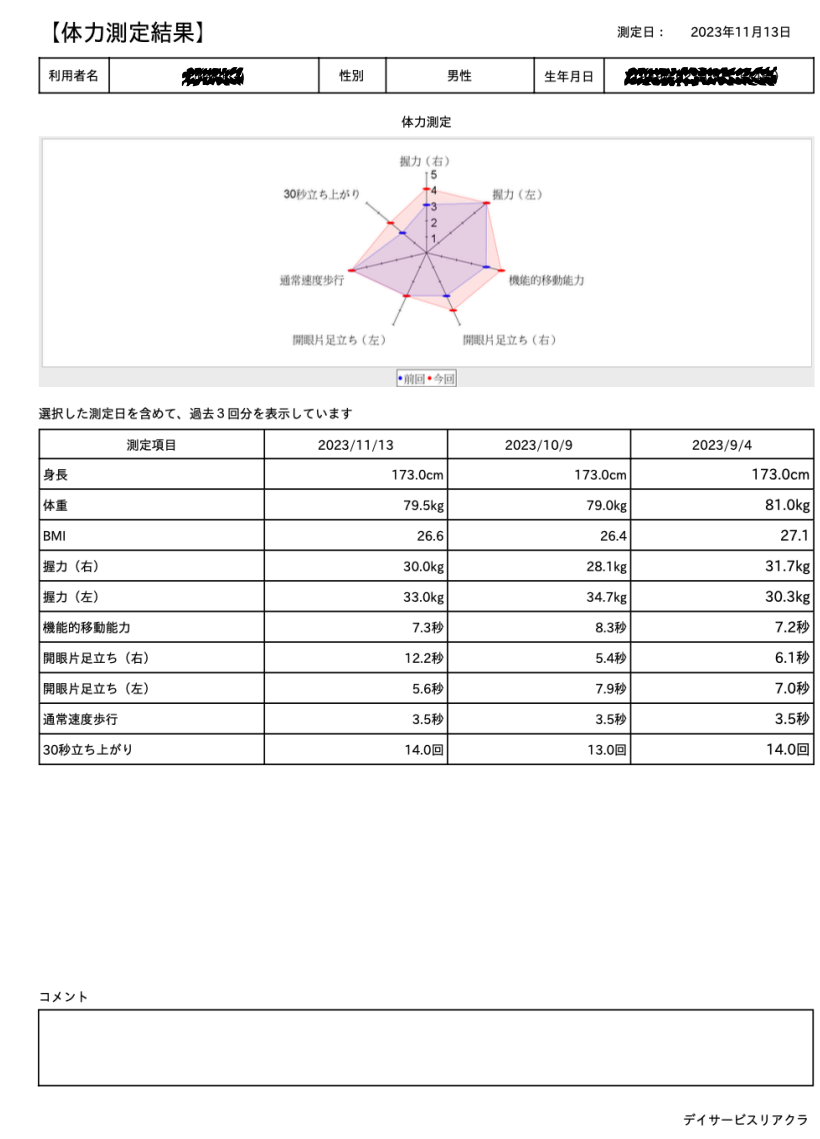 【体力測定結果】
測定日： 2023年11月13日
利用者名 性別 男性 生年月日
体力測定
握力（右）
5
4
3
2
1
握力（左）
機能的移動能力
開眼片足立ち（右）
開眼片足立ち（左）
通常速度歩行
30秒立ち上がり
•前回•今回
選択した測定日を含めて、過去３回分を表示しています
測定項目 2023/11/13 2023/10/9 2023/9/4
身長 173.0cm 173.0cm 173.0cm
体重 79.5kg 79.0kg 81.0kg
BMI 26.6 26.4 27.1
握力（右） 30.0kg 28.1kg 31.7kg
握力（左） 33.0kg 34.7kg 30.3kg
機能的移動能力 7.3秒 8.3秒 7.2秒
開眼片足立ち（右） 12.2秒 5.4秒 6.1秒
開眼片足立ち（左） 5.6秒 7.9秒 7.0秒
通常速度歩行 3.5秒 3.5秒 3.5秒
30秒立ち上がり 14.0回 13.0回 14.0回
コメント
デイサービスリアクラ